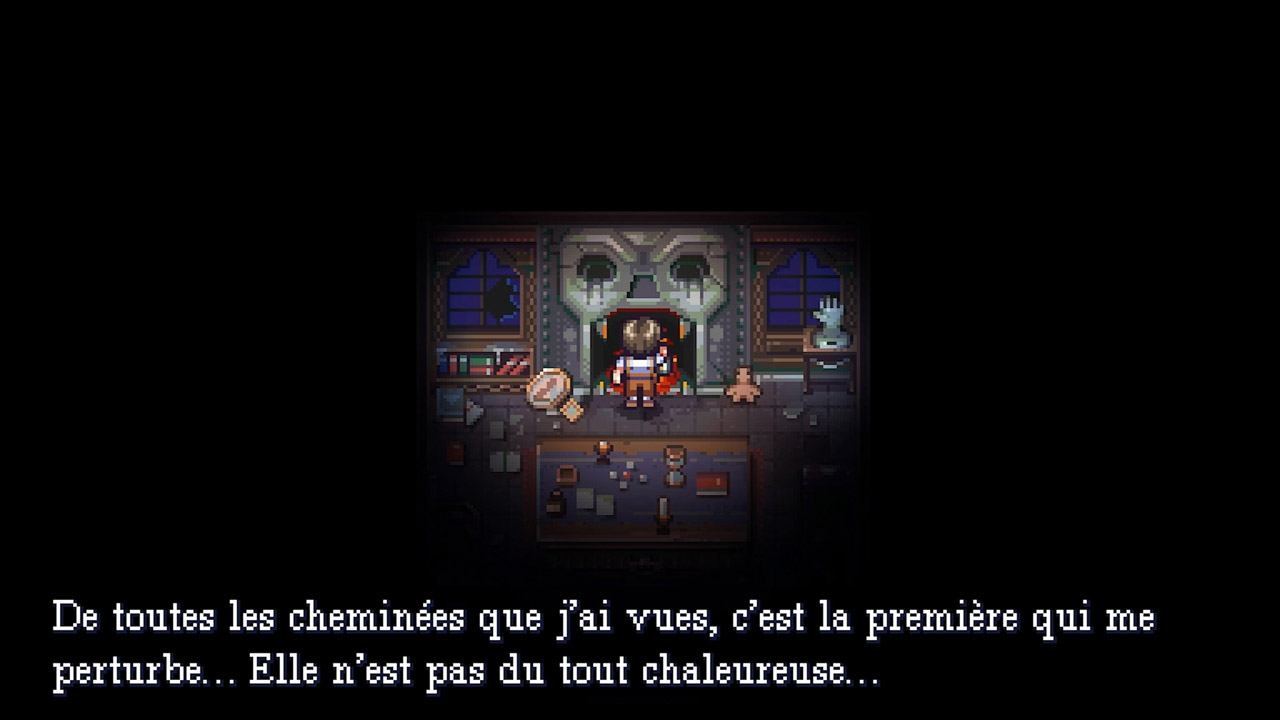 De toutes les cheminées que j'ai vues, c'est la première qui me
perturbe... Elle n'est pas du tout chaleureuse...